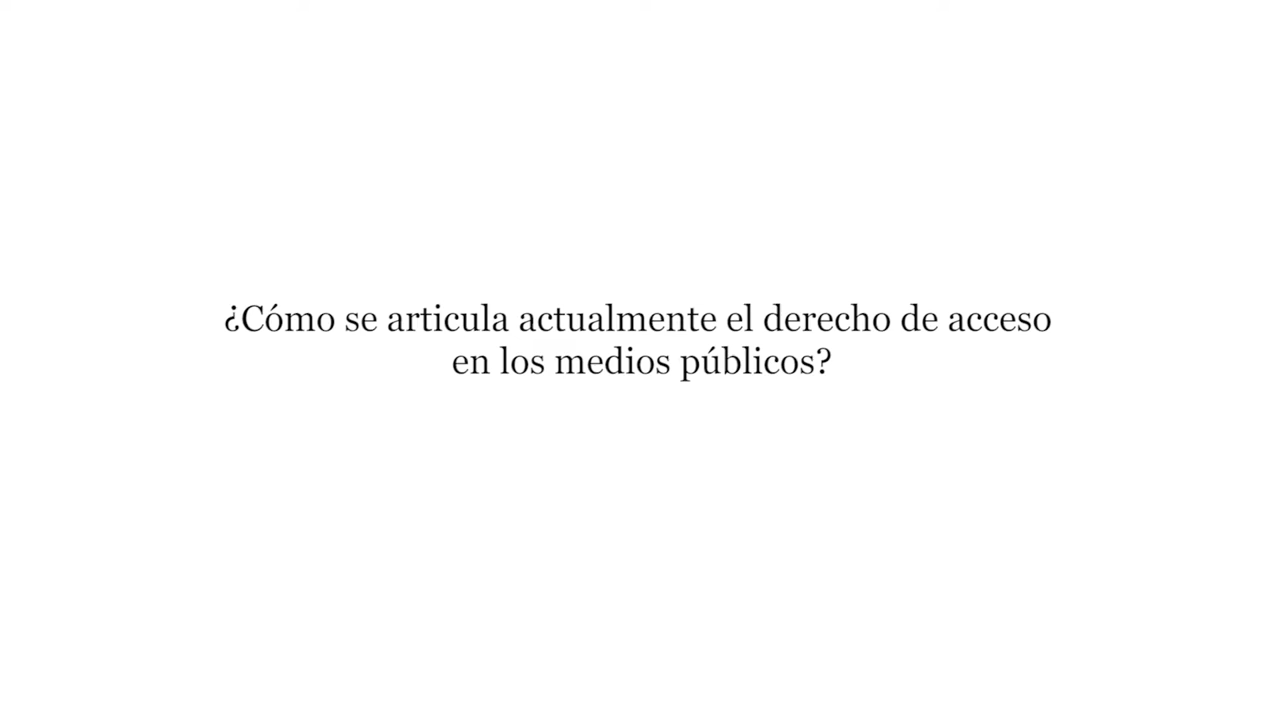 ¿Cómo se articula actualmente el derecho de acceso
en los medios públicos?